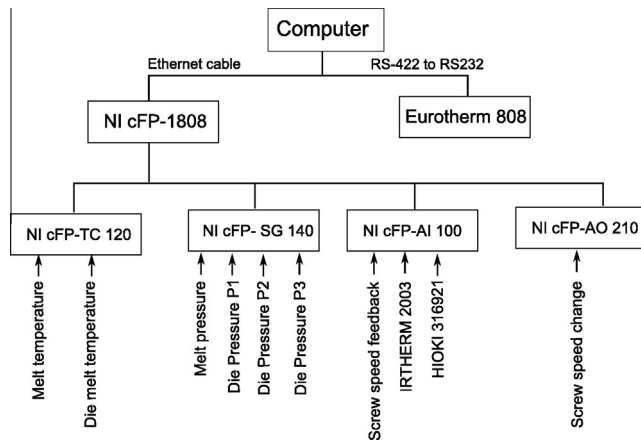 Computer
Ethernet cable
RS-422 to RS232
NI cFP-1808
Eurotherm 808
NI cFP-TC 120
NI cFP- SG 140
NI cFP-AI 100
NI cFP-AO 210
Melt temperature
Die melt temperature
Melt pressure
Die Pressure P1
Die Pressure P2
Die Pressure P3
Screw speed feedback
IRTHERM 2003
HIOKI 316921
Screw speed change